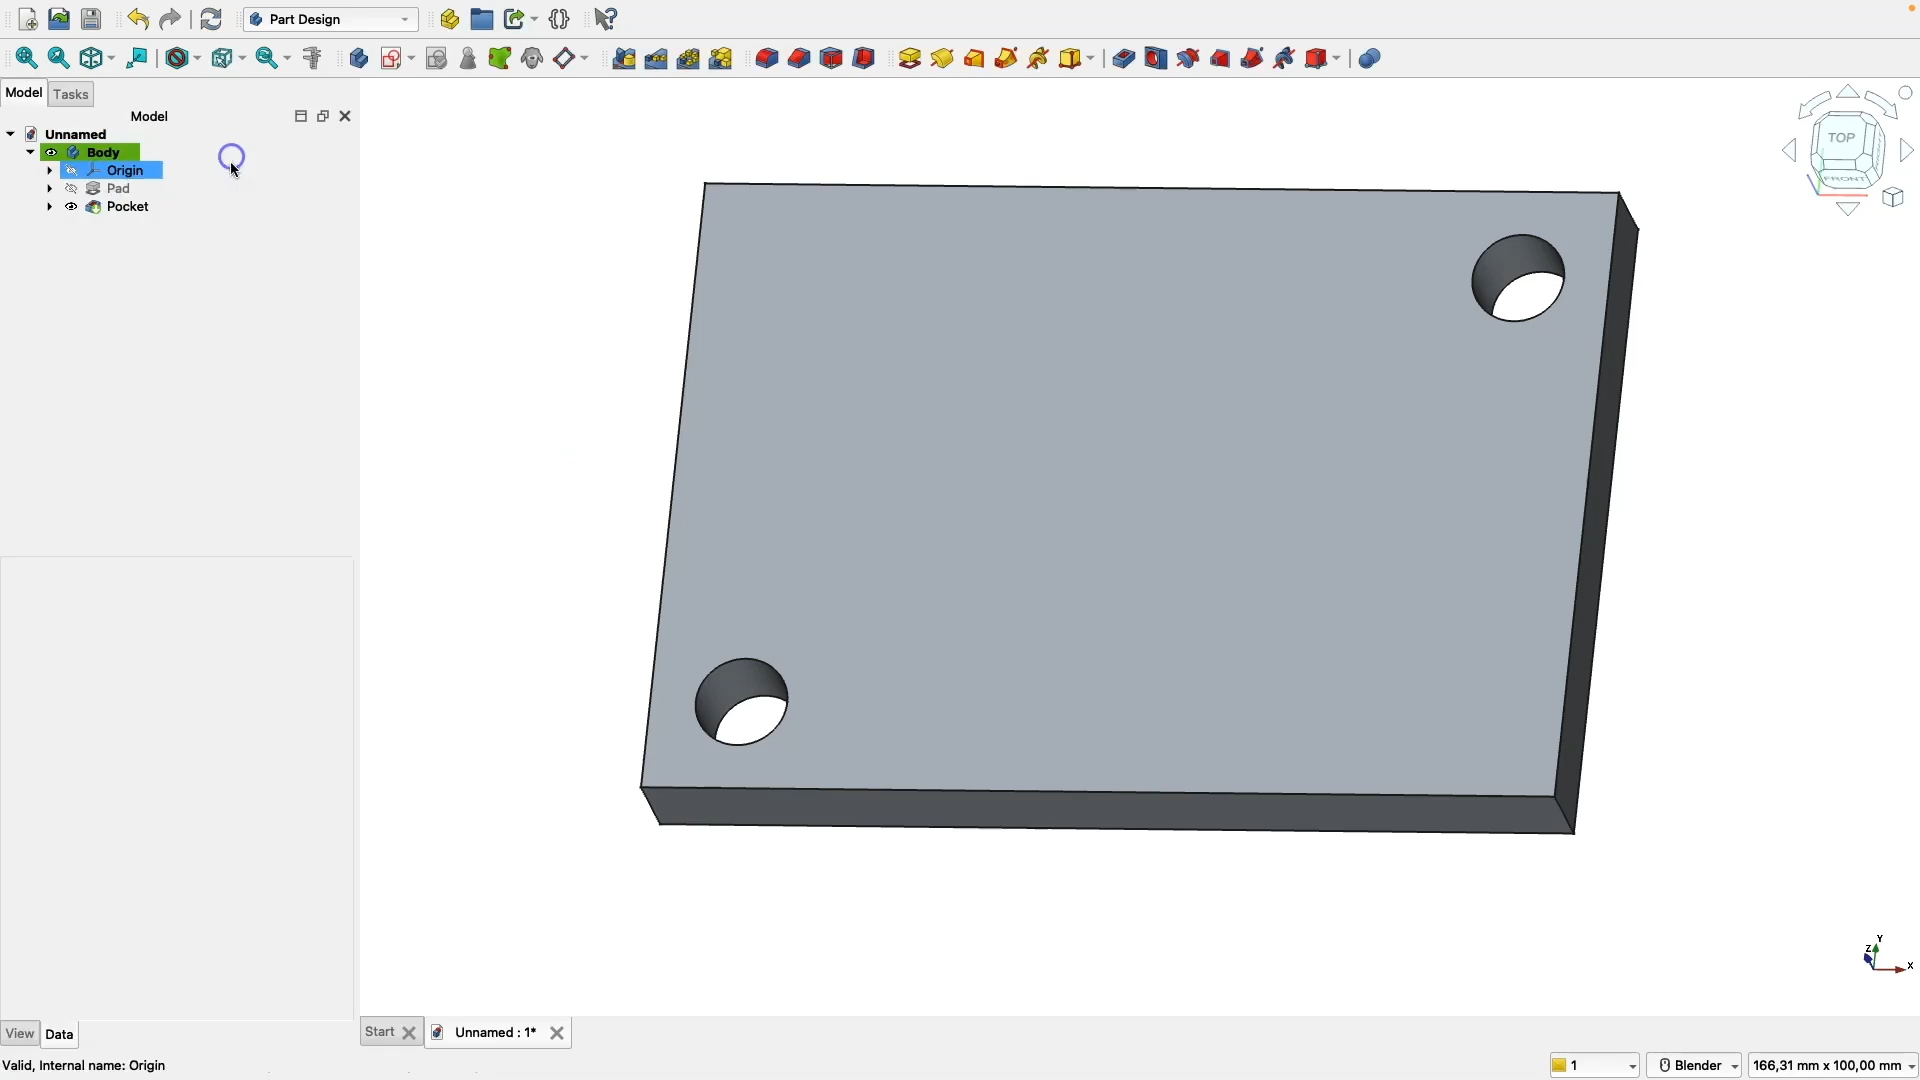 Part Design
Model
Tasks
Model
Unnamed
Body
Origin
Pad
Pocket
TOP
FRONT
Z
Y
X
View
Data
Start
Unnamed : 1*
Valid, Internal name: Origin
1
Blender
166,31 mm x 100,00 mm